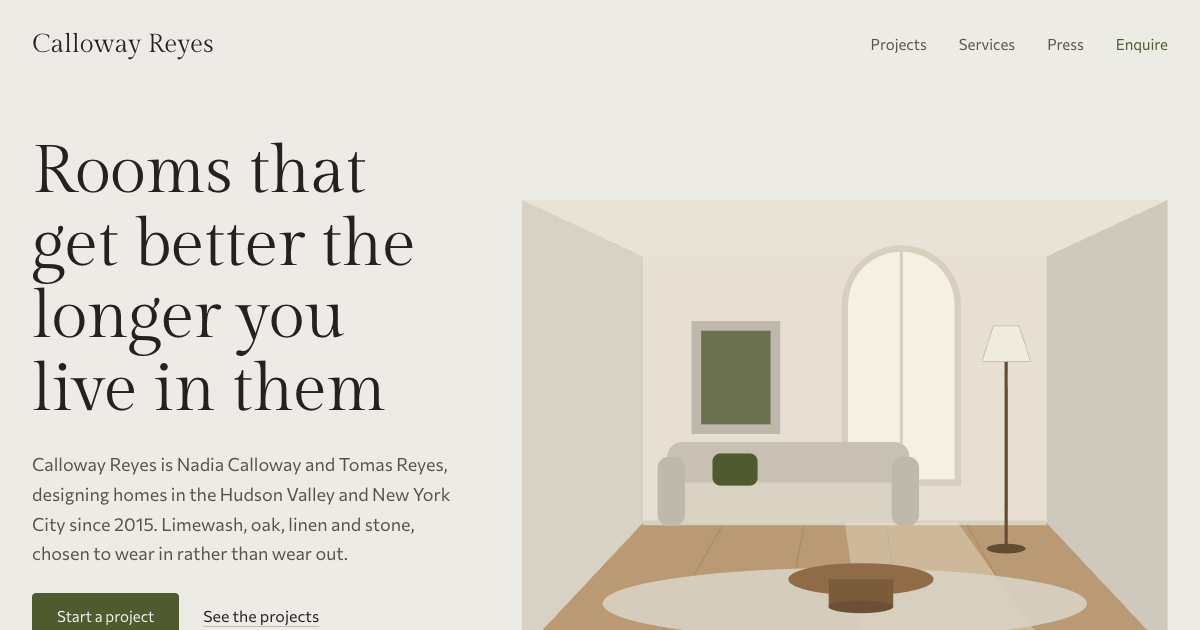 Calloway Reyes
Projects Services Press Enquire
Rooms that
get better the
longer you
live in them
Calloway Reyes is Nadia Calloway and Tomas Reyes,
designing homes in the Hudson Valley and New York
City since 2015. Limewash, oak, linen and stone,
chosen to wear in rather than wear out.
Start a project See the projects